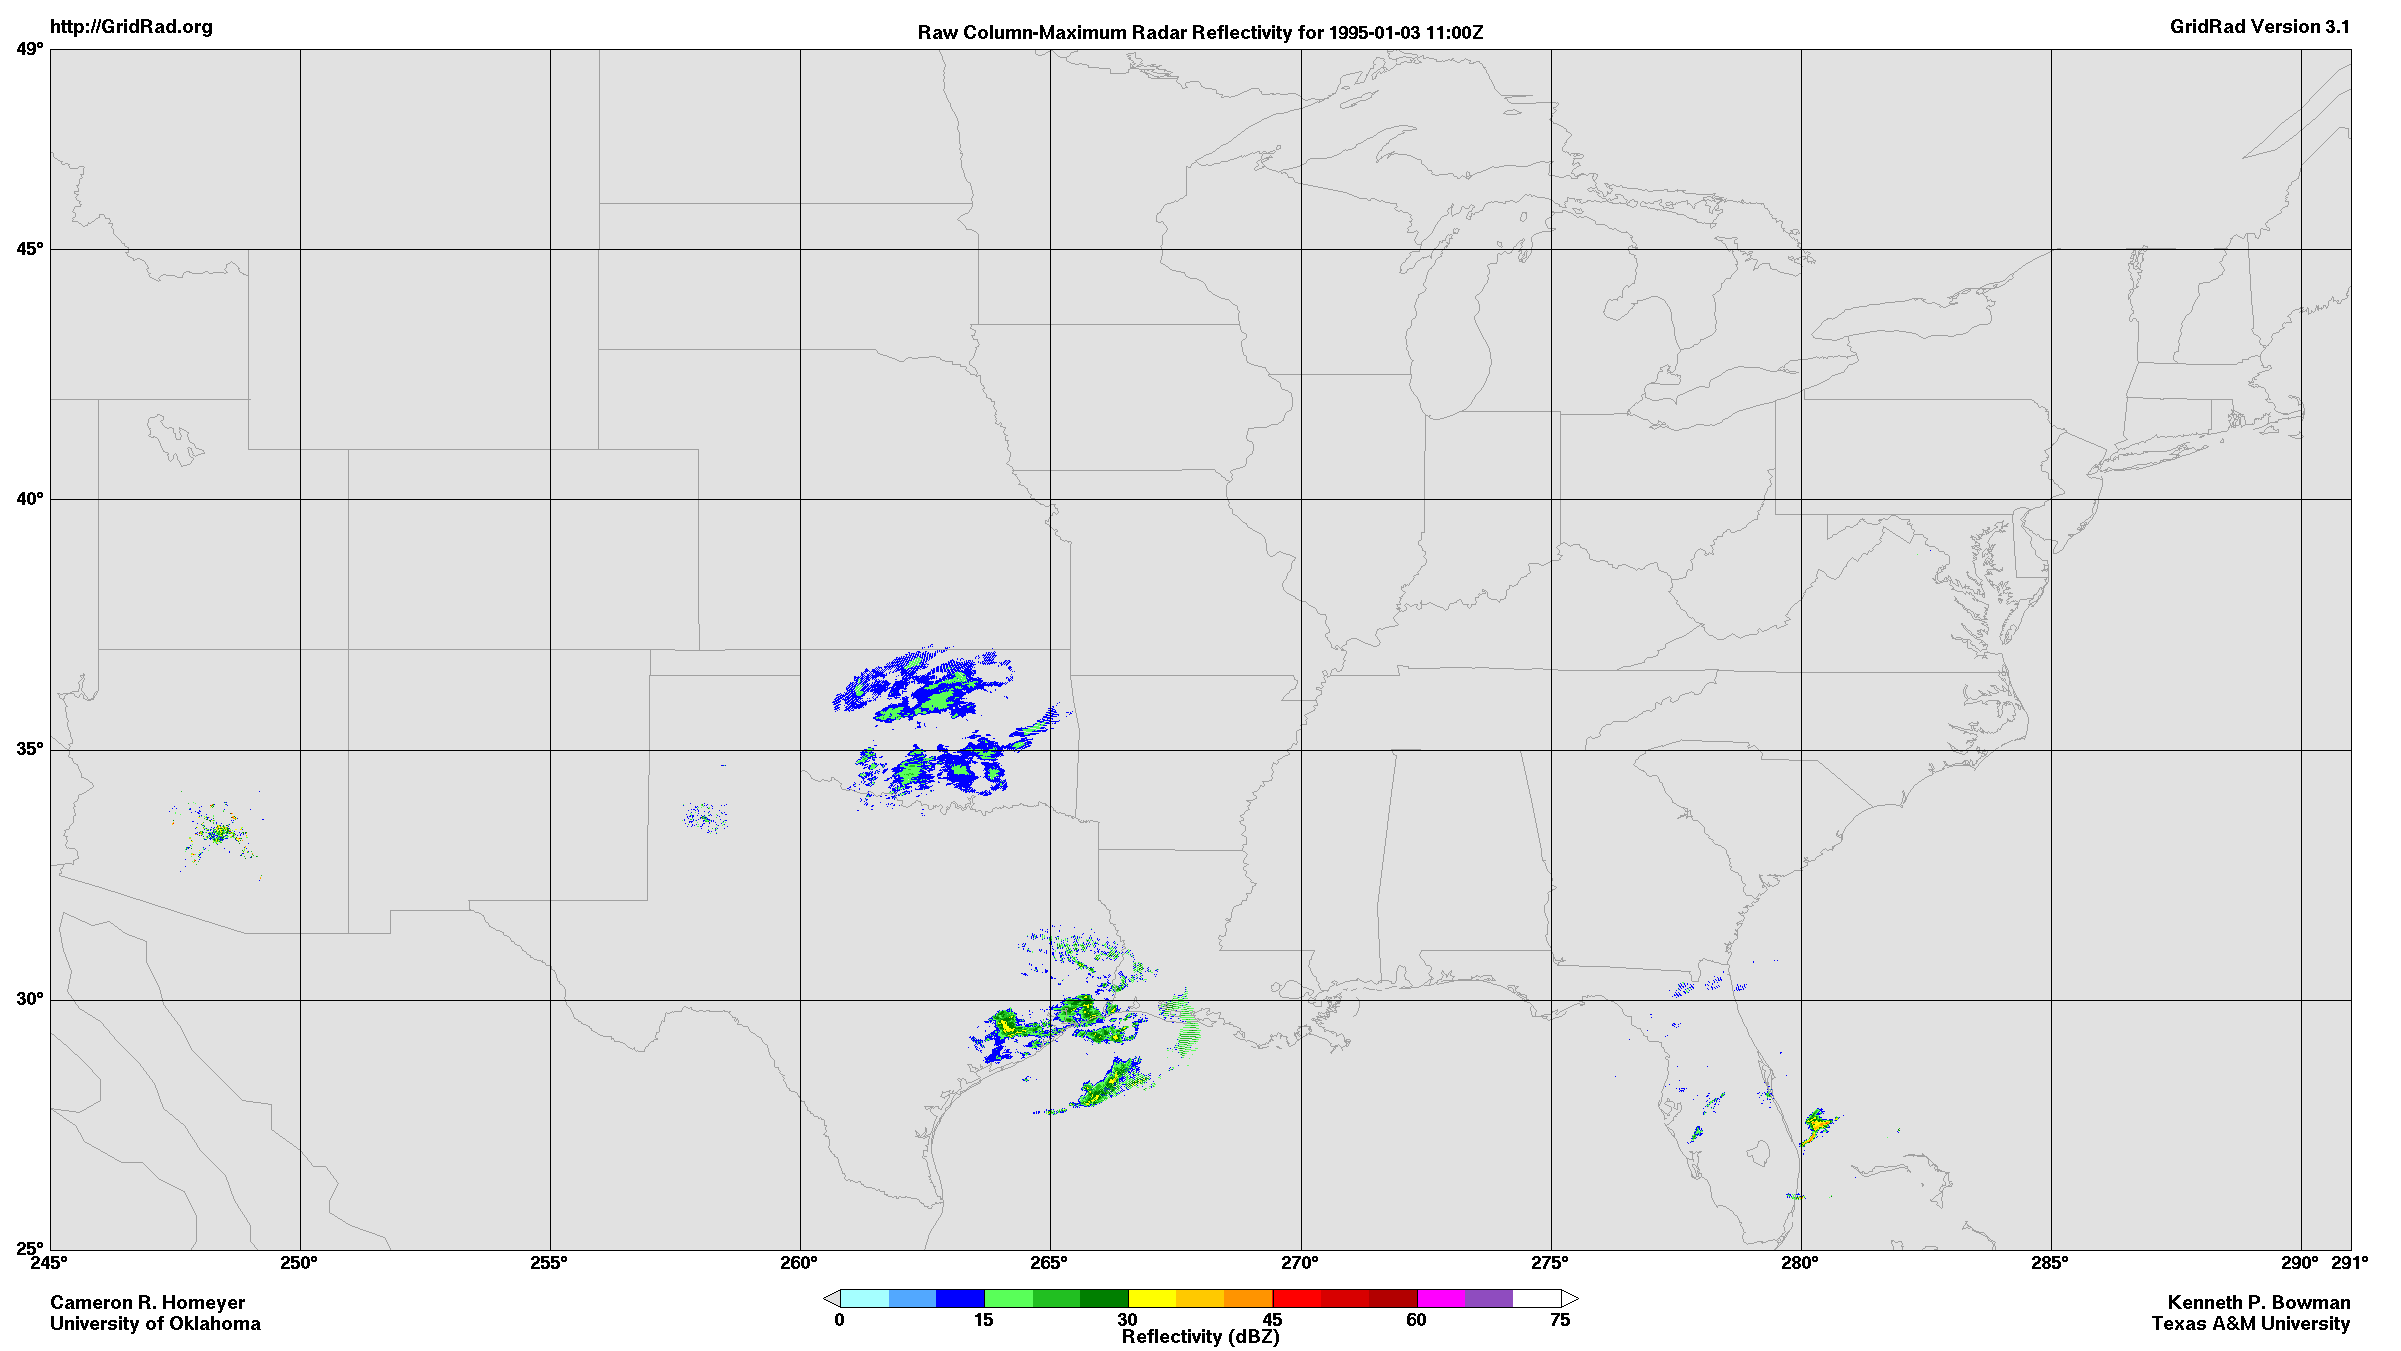 http://GridRad.org
Raw Column-Maximum Radar Reflectivity for 1995-01-03 11:00Z
GridRad Version 3.1
49°
45°
40°
35°
30°
25°
245° 250° 255° 260° 265° 270° 275° 280° 285° 290° 291°
0 15 30 45 60 75
Reflectivity (dBZ)
Cameron R. Homeyer
University of Oklahoma
Kenneth P. Bowman
Texas A&M University